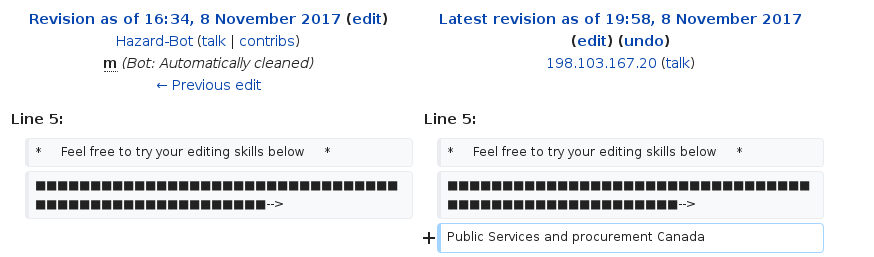 Revision as of 16:34, 8 November 2017 (edit)
Hazard-Bot (talk | contribs)
m (Bot: Automatically cleaned)
← Previous edit
Latest revision as of 19:58, 8 November 2017
(edit) (undo)
198.103.167.20 (talk)
Line 5:
Line 5:
* Feel free to try your editing skills below *
* Feel free to try your editing skills below *
■■■■■■■■■■■■■■■■■■■■■■■■■■■■■■■■■
■■■■■■■■■■■■■■■■■■■■■-->
■■■■■■■■■■■■■■■■■■■■■■■■■■■■■■■■■
■■■■■■■■■■■■■■■■■■■■■-->
+ Public Services and procurement Canada